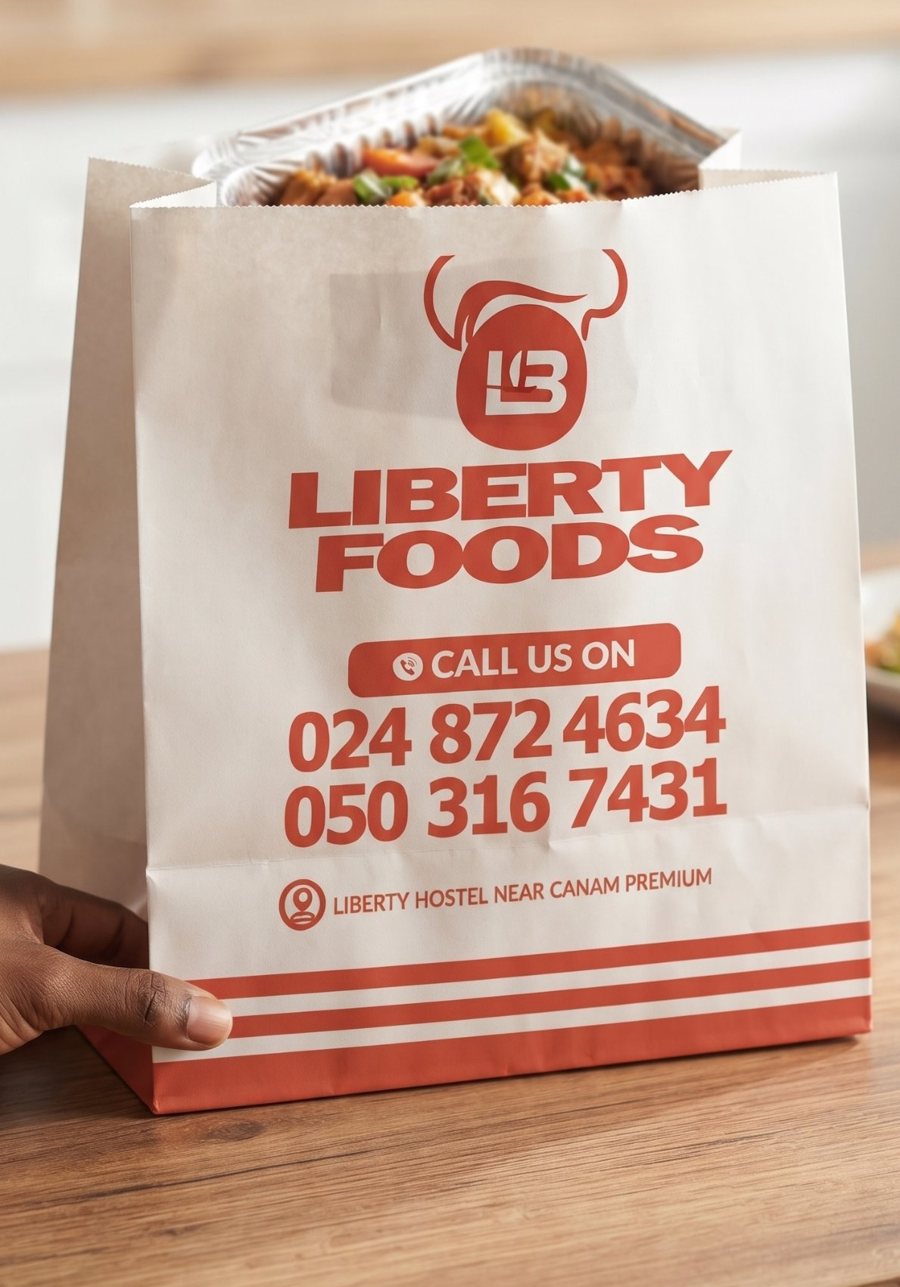 LB
LIBERTY
FOODS
CALL US ON
024 872 4634
050 316 7431
LIBERTY HOSTEL NEAR CANAM PREMIUM